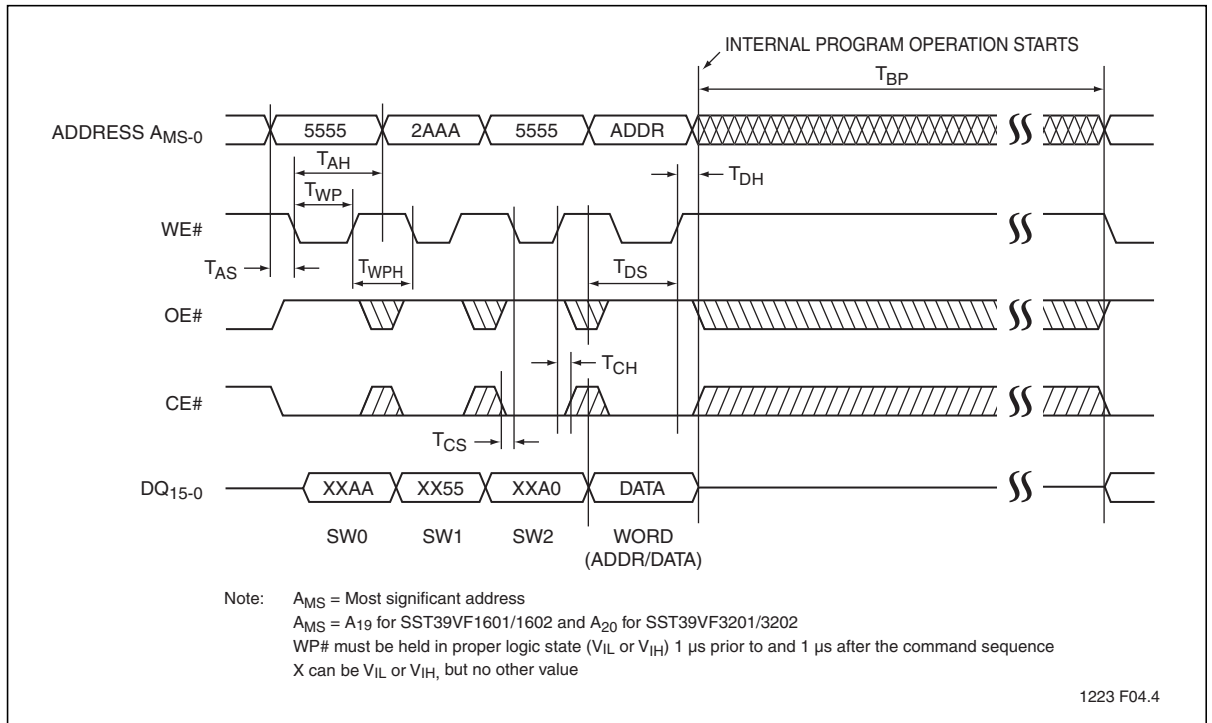 INTERNAL PROGRAM OPERATION STARTS
TBP
ADDRESS AMS-0
5555
2AAA
5555
ADDR
TAH
TDH
TWP
WE#
TAS
TWPH
TDS
OE#
TCH
CE#
TCS
DQ15-0
XXAA
XX55
XXA0
DATA
SW0
SW1
SW2
WORD
(ADDR/DATA)
Note: AMS = Most significant address
AMS = A19 for SST39VF1601/1602 and A20 for SST39VF3201/3202
WP# must be held in proper logic state (VIL or VIH) 1 µs prior to and 1 µs after the command sequence
X can be VIL or VIH, but no other value
1223 F04.4